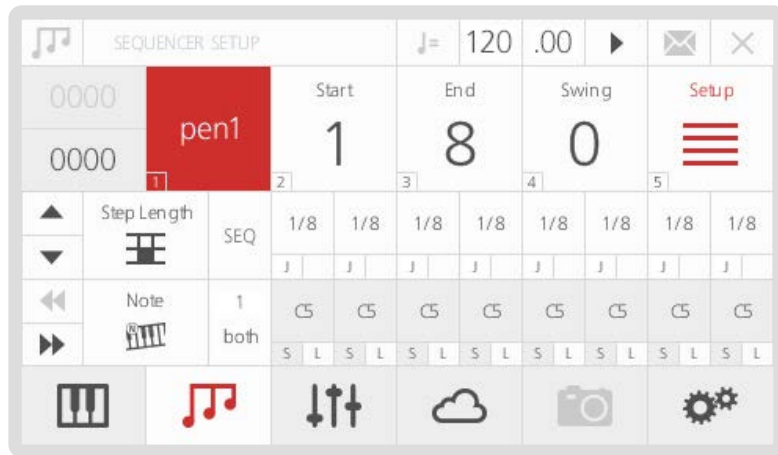 SEQUENCER SETUP = 120 .00
0000 pen1 Start End Swing Setup
0000 1 8 0
1 2 3 4 5
Step Length SEQ 1/8 1/8 1/8 1/8 1/8 1/8 1/8 1/8
J J J J J J J J
Note 1 C5 C5 C5 C5 C5 C5 C5 C5
N both
S L S L S L S L S L S L S L S L